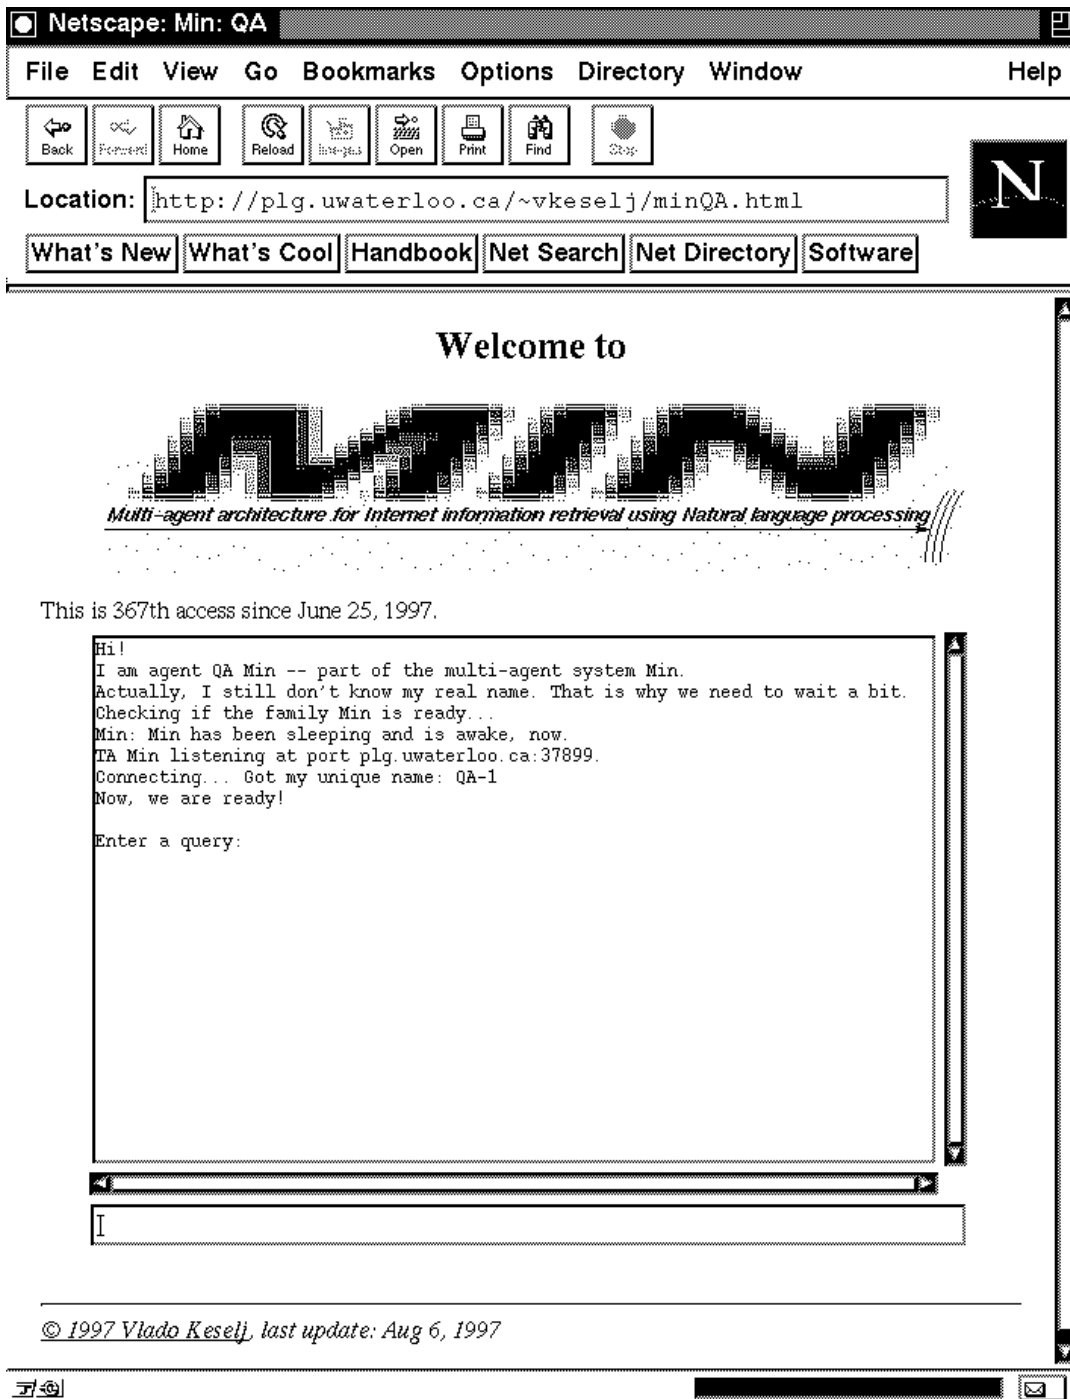 Netscape: Min: QA
File Edit View Go Bookmarks Options Directory Window Help
Back Forward Home Reload Images Open Print Find Stop
Location: http://plg.uwaterloo.ca/~vkeselj/minQA.html
What's New What's Cool Handbook Net Search Net Directory Software
N
Welcome to
Min
Multi-agent architecture for Internet information retrieval using Natural language processing
This is 367th access since June 25, 1997.
Hi!
I am agent QA Min -- part of the multi-agent system Min.
Actually, I still don't know my real name. That is why we need to wait a bit.
Checking if the family Min is ready...
Min: Min has been sleeping and is awake, now.
TA Min listening at port plg.uwaterloo.ca:37899.
Connecting... Got my unique name: QA-1
Now, we are ready!
Enter a query:
© 1997 Vlado Keselj, last update: Aug 6, 1997